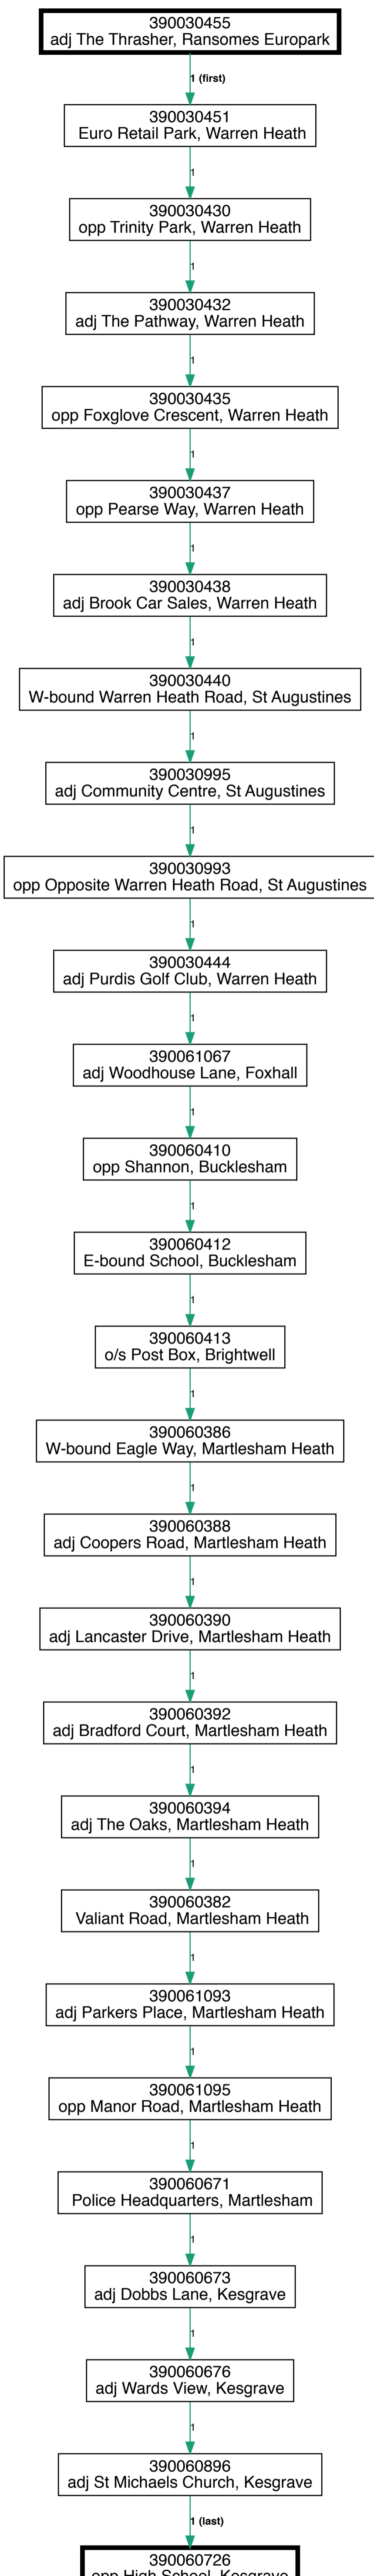 390030455
adj The Thrasher, Ransomes Europark
1 (first)
390030451
Euro Retail Park, Warren Heath
1
390030430
opp Trinity Park, Warren Heath
1
390030432
adj The Pathway, Warren Heath
1
390030435
opp Foxglove Crescent, Warren Heath
1
390030437
opp Pearse Way, Warren Heath
1
390030438
adj Brook Car Sales, Warren Heath
1
390030440
W-bound Warren Heath Road, St Augustines
1
390030995
adj Community Centre, St Augustines
1
390030993
opp Opposite Warren Heath Road, St Augustines
1
390030444
adj Purdis Golf Club, Warren Heath
1
390061067
adj Woodhouse Lane, Foxhall
1
390060410
opp Shannon, Bucklesham
1
390060412
E-bound School, Bucklesham
1
390060413
o/s Post Box, Brightwell
1
390060386
W-bound Eagle Way, Martlesham Heath
1
390060388
adj Coopers Road, Martlesham Heath
1
390060390
adj Lancaster Drive, Martlesham Heath
1
390060392
adj Bradford Court, Martlesham Heath
1
390060394
adj The Oaks, Martlesham Heath
1
390060382
Valiant Road, Martlesham Heath
1
390061093
adj Parkers Place, Martlesham Heath
1
390061095
opp Manor Road, Martlesham Heath
1
390060671
Police Headquarters, Martlesham
1
390060673
adj Dobbs Lane, Kesgrave
1
390060676
adj Wards View, Kesgrave
1
390060896
adj St Michaels Church, Kesgrave
1 (last)
390060726
opp High School, Kesgrave